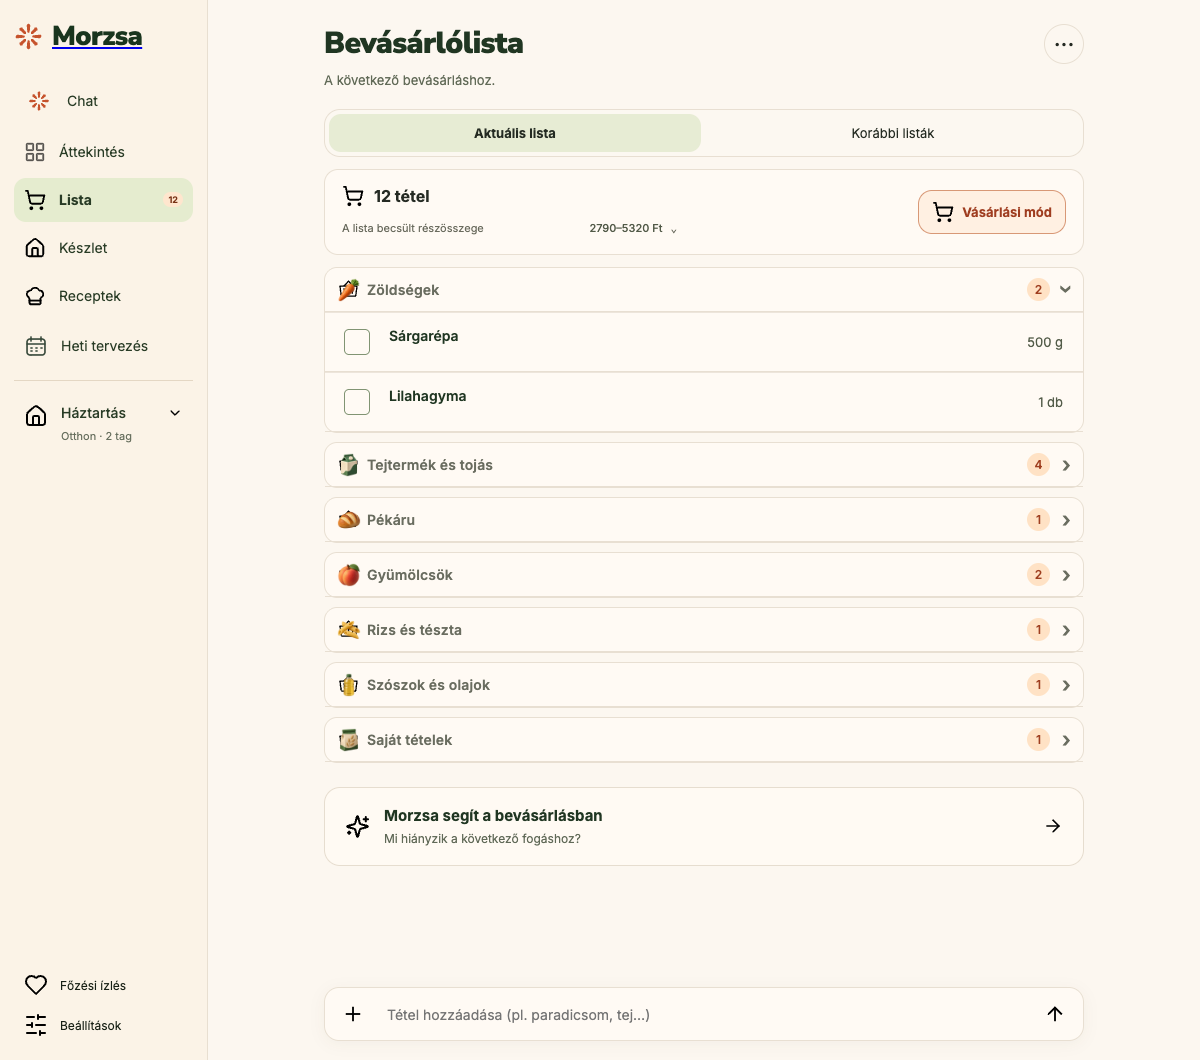 Morzsa
Chat
Áttekintés
Lista 12
Készlet
Receptek
Heti tervezés
Háztartás
Otthon · 2 tag
Főzési ízlés
Beállítások
Bevásárlólista
A következő bevásárláshoz.
Aktuális lista
Korábbi listák
12 tétel
A lista becsült részösszege 2790–5320 Ft
Vásárlási mód
Zöldségek 2
Sárgarépa 500 g
Lilahagyma 1 db
Tejtermék és tojás 4
Pékáru 1
Gyümölcsök 2
Rizs és tészta 1
Szószok és olajok 1
Saját tételek 1
Morzsa segít a bevásárlásban
Mi hiányzik a következő fogáshoz?
Tétel hozzáadása (pl. paradicsom, tej...)